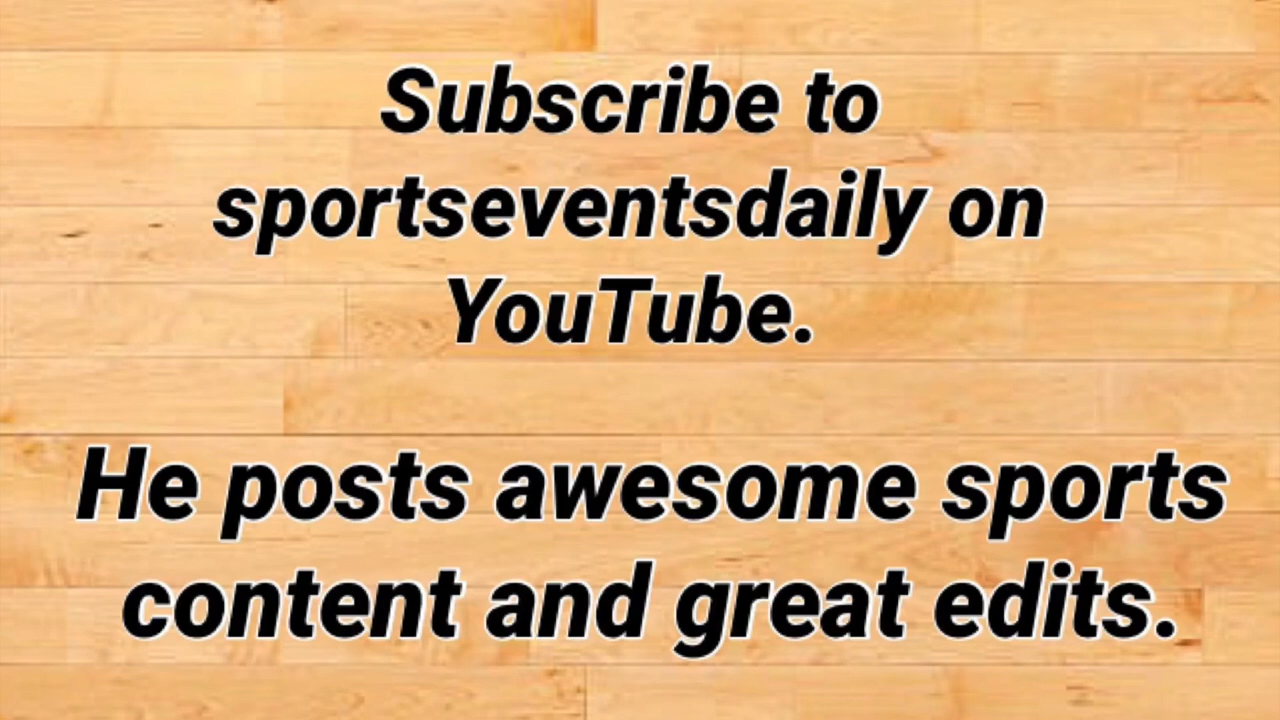 Subscribe to
sportseventsdaily on
YouTube.
He posts awesome sports
content and great edits.